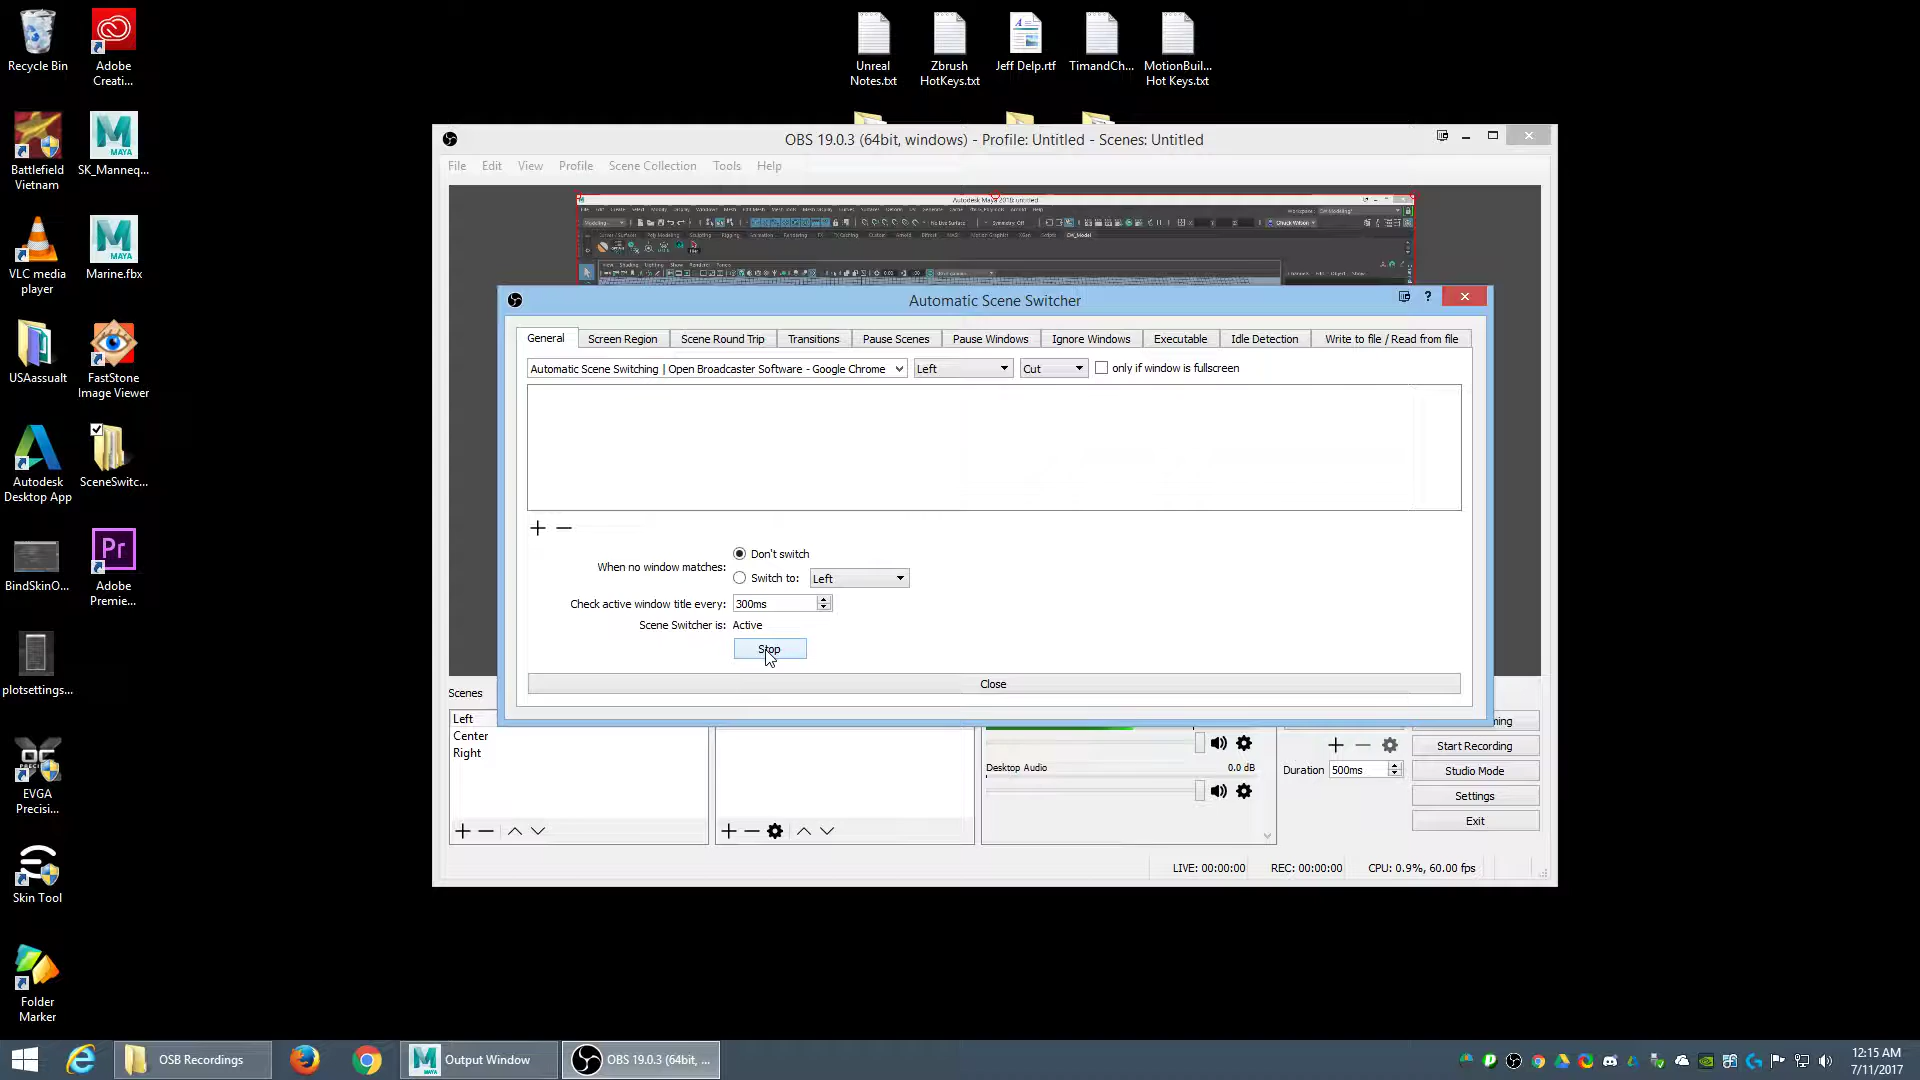 Recycle Bin
Adobe
Creati...
Battlefield
Vietnam
SK_Mannequ...
VLC media
player
Marine.fbx
USAassualt
FastStone
Image Viewer
Autodesk
Desktop App
SceneSwitc...
BindSkinO...
Adobe
Premie...
plotsettings...
EVGA
Precisi...
Skin Tool
Folder
Marker
Unreal
Notes.txt
Zbrush
HotKeys.txt
Jeff Delp.rtf
TimandCh...
MotionBuil...
Hot Keys.txt
OBS 19.0.3 (64bit, windows) - Profile: Untitled - Scenes: Untitled
File Edit View Profile Scene Collection Tools Help
Automatic Scene Switcher
General Screen Region Scene Round Trip Transitions Pause Scenes Pause Windows Ignore Windows Executable Idle Detection Write to file / Read from file
Automatic Scene Switching | Open Broadcaster Software - Google Chrome Left Cut only if window is fullscreen
When no window matches:
Don't switch
Switch to: Left
Check active window title every: 300ms
Scene Switcher is: Active
Stop
Close
Scenes
Left
Center
Right
Desktop Audio 0.0 dB
Duration 500ms
ming
Start Recording
Studio Mode
Settings
Exit
LIVE: 00:00:00 REC: 00:00:00 CPU: 0.9%, 60.00 fps
OSB Recordings
Output Window
OBS 19.0.3 (64bit, ...
12:15 AM
7/11/2017